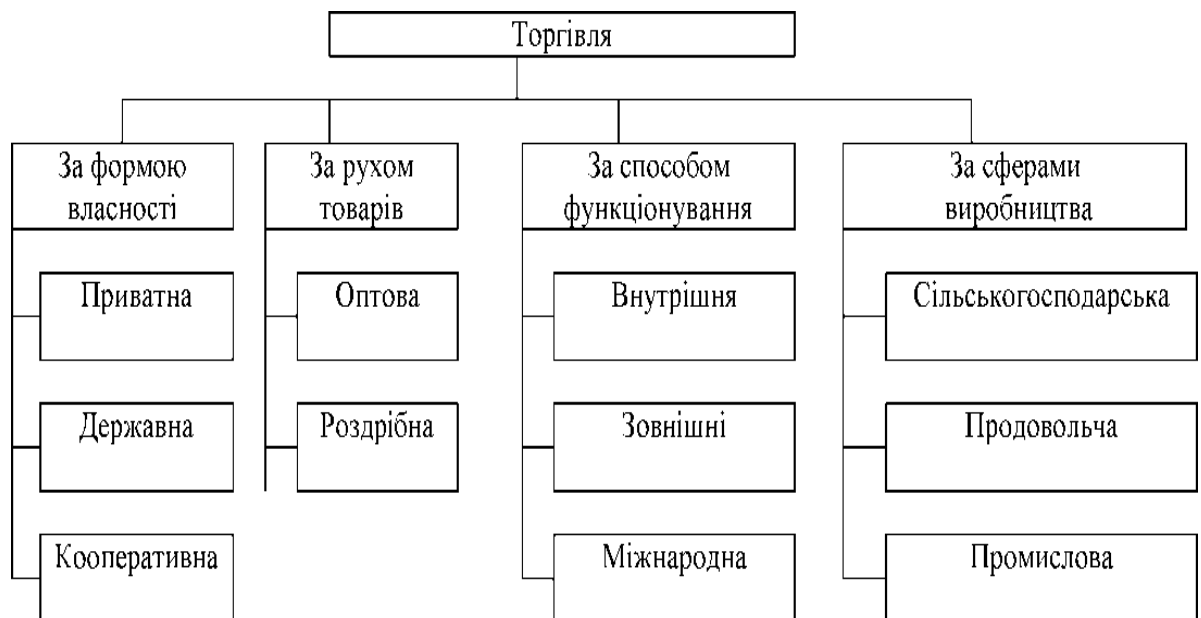 Торгівля
За формою
власності
За рухом
товарів
За способом
функціонування
За сферами
виробництва
Приватна
Оптова
Внутрішня
Сільськогосподарська
Державна
Роздрібна
Зовнішні
Продовольча
Кооперативна
Міжнародна
Промислова